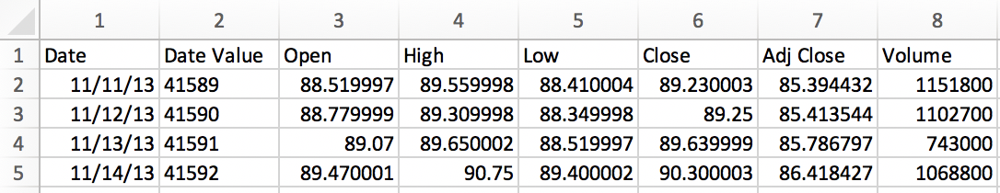 1 2 3 4 5 6 7 8
1 Date Date Value Open High Low Close Adj Close Volume
2 11/11/13 41589 88.519997 89.559998 88.410004 89.230003 85.394432 1151800
3 11/12/13 41590 88.779999 89.309998 88.349998 89.25 85.413544 1102700
4 11/13/13 41591 89.07 89.650002 88.519997 89.639999 85.786797 743000
5 11/14/13 41592 89.470001 90.75 89.400002 90.300003 86.418427 1068800